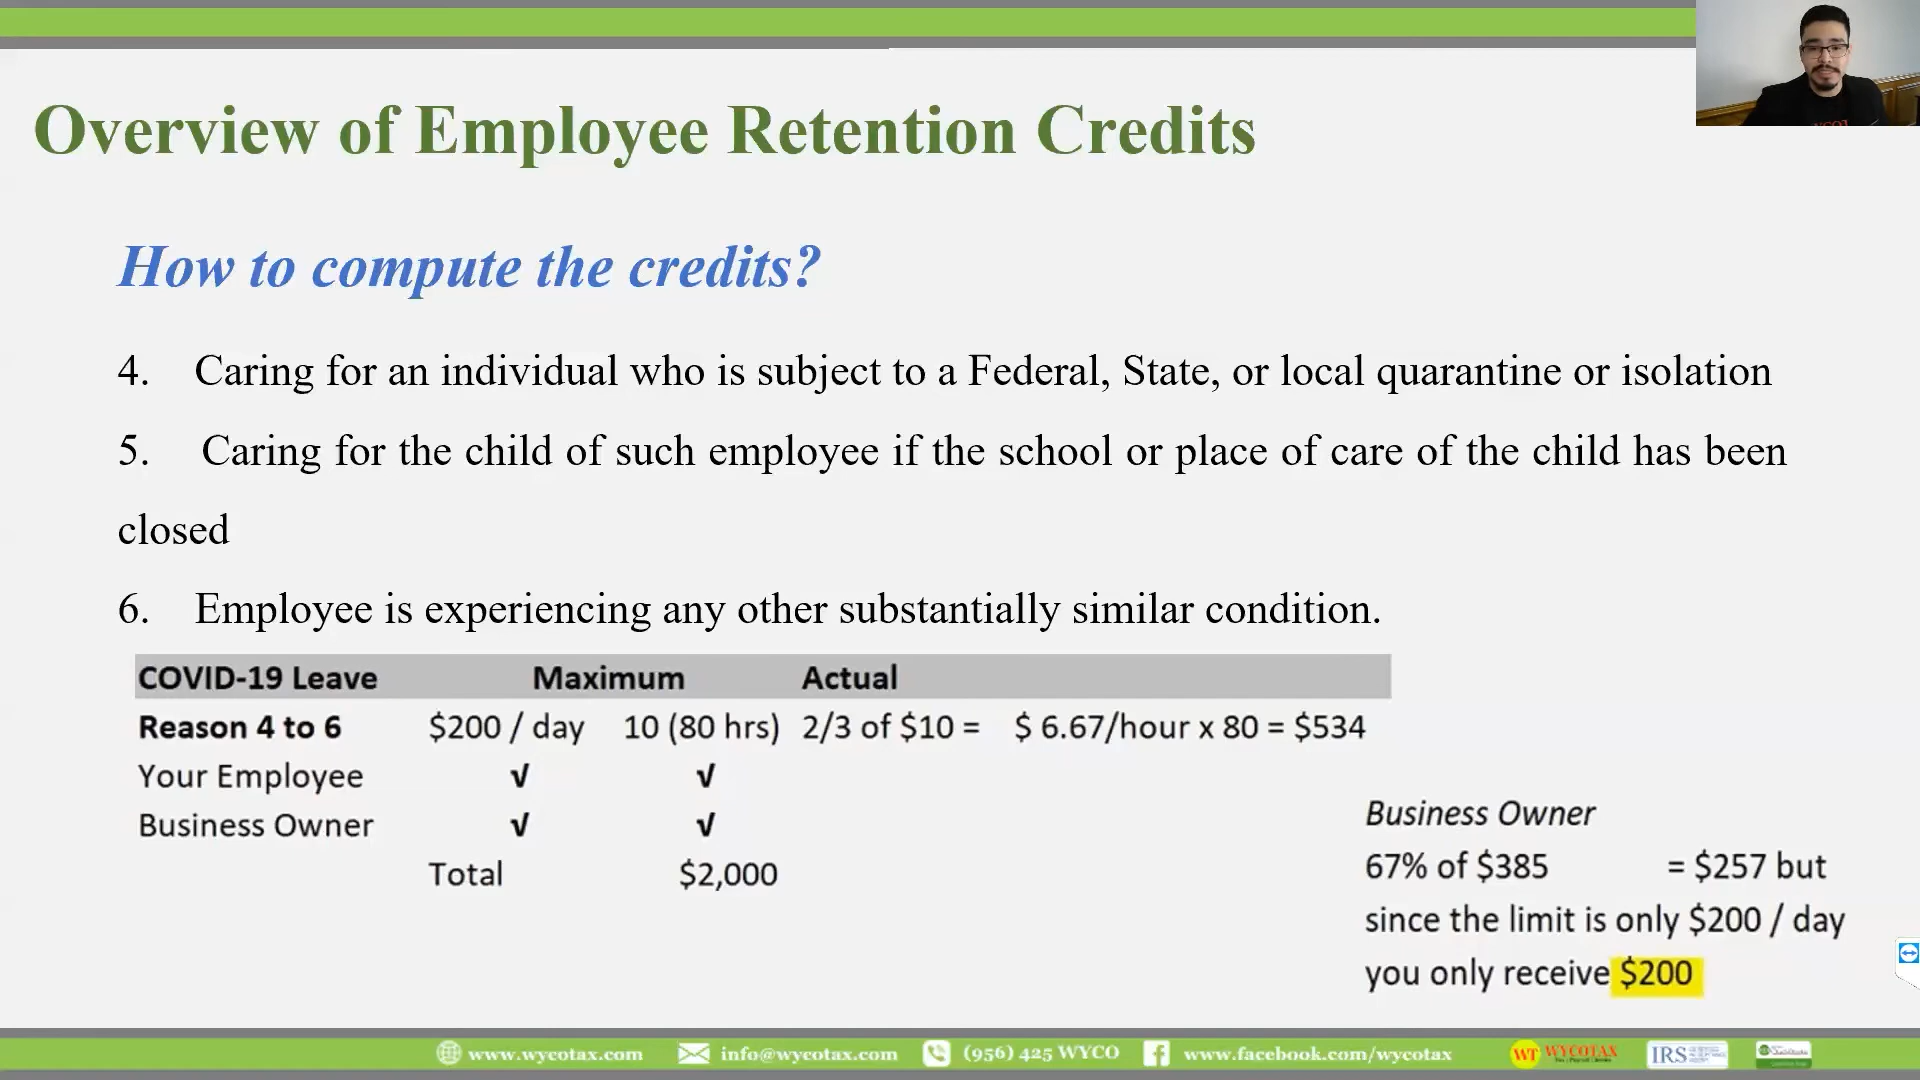 Overview of Employee Retention Credits
How to compute the credits?
4. Caring for an individual who is subject to a Federal, State, or local quarantine or isolation
5. Caring for the child of such employee if the school or place of care of the child has been
closed
6. Employee is experiencing any other substantially similar condition.
COVID-19 Leave Maximum Actual
Reason 4 to 6 $200 / day 10 (80 hrs) 2/3 of $10 = $ 6.67/hour x 80 = $534
Your Employee √ √
Business Owner √ √
Total $2,000
Business Owner
67% of $385 = $257 but
since the limit is only $200 / day
you only receive $200
www.wycotax.com info@wycotax.com (956) 425 WYCO www.facebook.com/wycotax WT WYCOTAX IRS